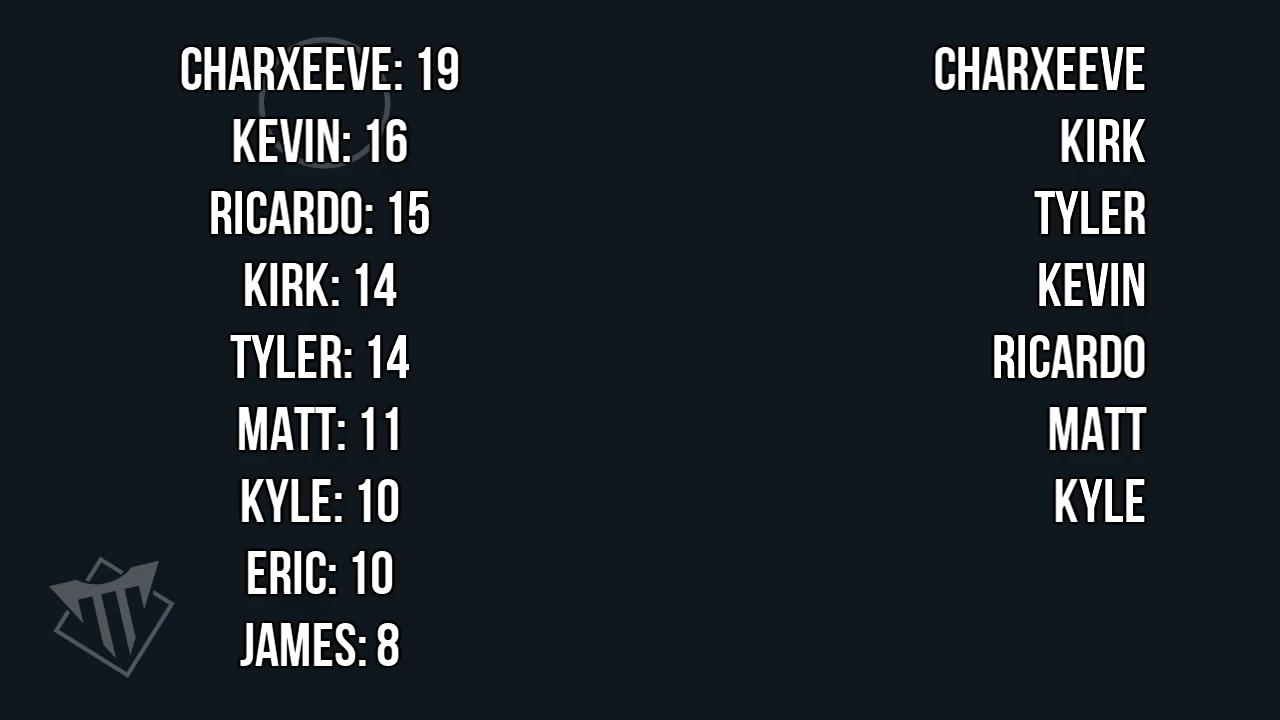 CHARXEEVE: 19
KEVIN: 16
RICARDO: 15
KIRK: 14
TYLER: 14
MATT: 11
KYLE: 10
ERIC: 10
JAMES: 8
CHARXEEVE
KIRK
TYLER
KEVIN
RICARDO
MATT
KYLE